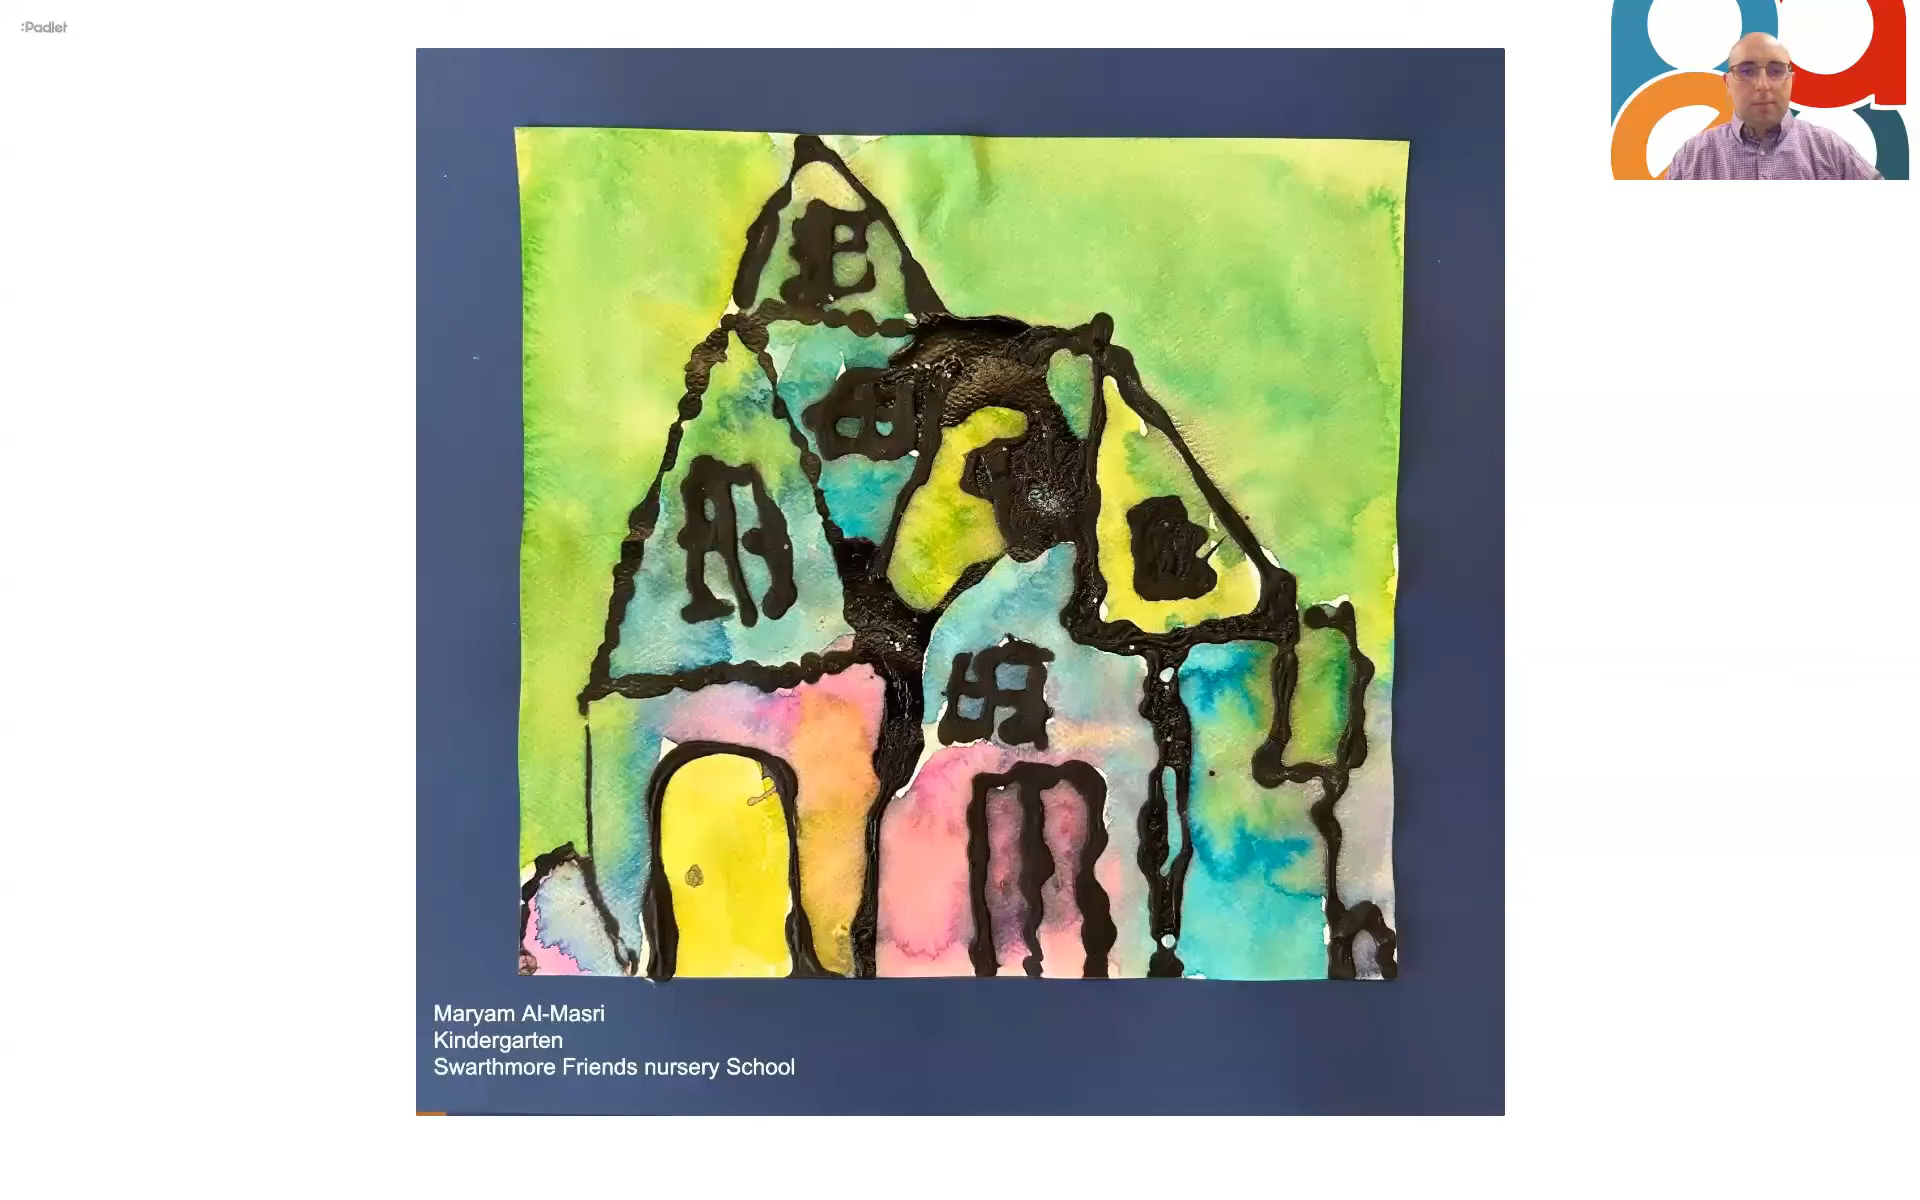 :Padlet
Maryam Al-Masri
Kindergarten
Swarthmore Friends nursery School